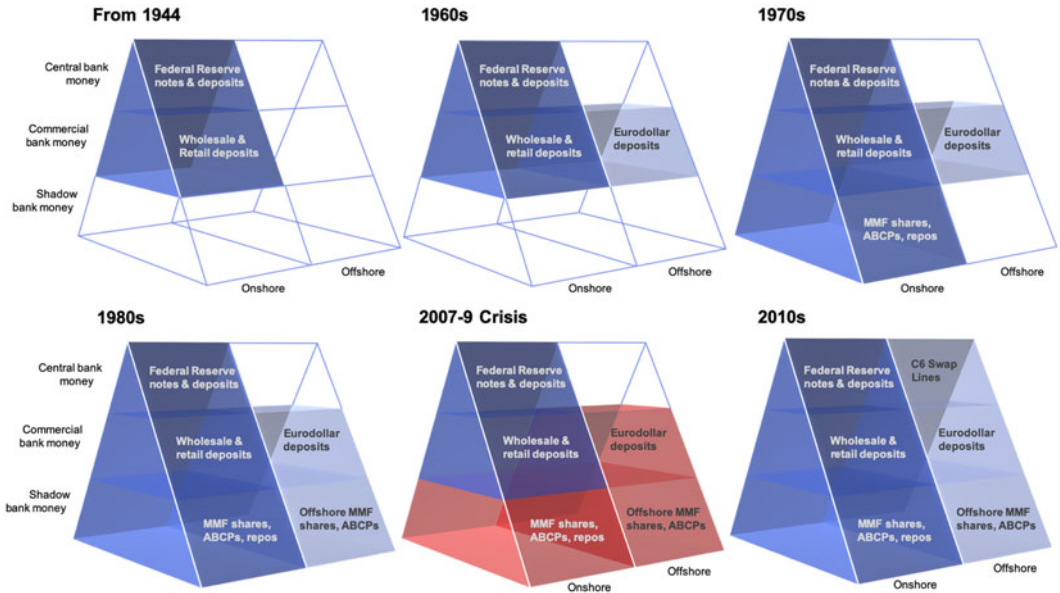 From 1944
Central bank
money
Commercial
bank money
Shadow
bank money
Federal Reserve
notes & deposits
Wholesale &
Retail deposits
Onshore
Offshore
1960s
Federal Reserve
notes & deposits
Wholesale &
retail deposits
Eurodollar
deposits
Onshore
Offshore
1970s
Federal Reserve
notes & deposits
Wholesale &
retail deposits
Eurodollar
deposits
MMF shares,
ABCPs, repos
Onshore
Offshore
1980s
Central bank
money
Commercial
bank money
Shadow
bank money
Federal Reserve
notes & deposits
Wholesale &
retail deposits
Eurodollar
deposits
MMF shares,
ABCPs, repos
Offshore MMF
shares, ABCPs
2007-9 Crisis
Federal Reserve
notes & deposits
Wholesale &
retail deposits
Eurodollar
deposits
MMF shares,
ABCPs, repos
Offshore MMF
shares, ABCPs
Onshore
Offshore
2010s
Federal Reserve
notes & deposits
C6 Swap
Lines
Wholesale &
retail deposits
Eurodollar
deposits
MMF shares,
ABCPs, repos
Offshore MMF
shares, ABCPs
Onshore
Offshore